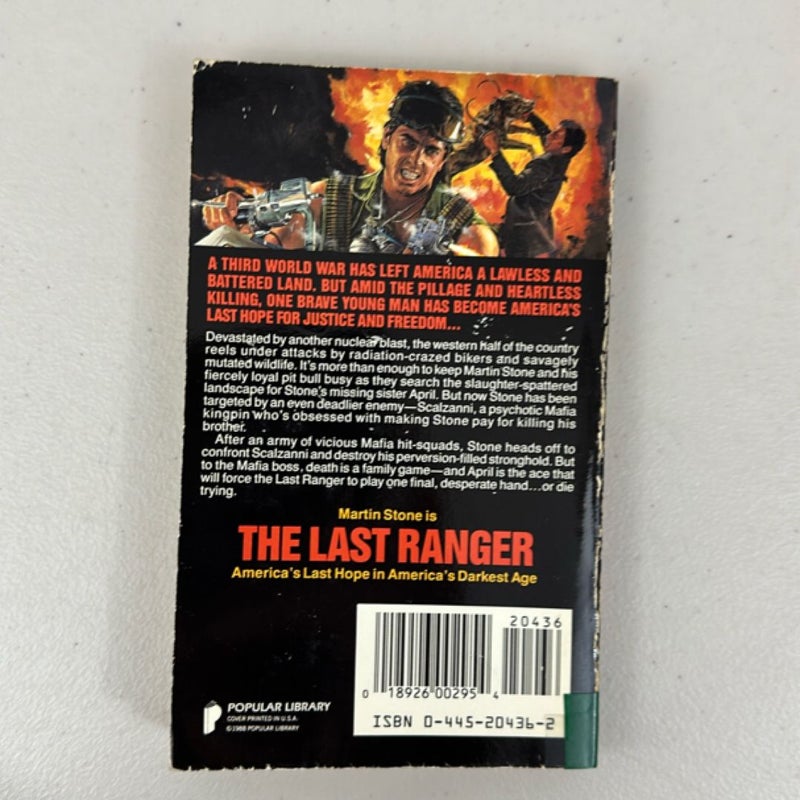 A THIRD WORLD WAR HAS LEFT AMERICA A LAWLESS AND
BATTERED LAND. BUT AMID THE PILLAGE AND HEARTLESS
KILLING, ONE BRAVE YOUNG MAN HAS BECOME AMERICA'S
LAST HOPE FOR JUSTICE AND FREEDOM...
Devastated by another nuclear blast, the western half of the country
reels under attacks by radiation-crazed bikers and savagely
mutated wildlife. It's more than enough to keep Martin Stone and his
fiercely loyal pit bull busy as they search the slaughter-spattered
landscape for Stone's missing sister April. But now Stone has been
targeted by an even deadlier enemy—Scalzanni, a psychotic Mafia
kingpin who's obsessed with making Stone pay for killing his
brother.
After an army of vicious Mafia hit-squads, Stone heads off to
confront Scalzanni and destroy his perversion-filled stronghold. But
to the Mafia boss, death is a family game—and April is the ace that
will force the Last Ranger to play one final, desperate hand...or die
trying.
Martin Stone is
THE LAST RANGER
America's Last Hope in America's Darkest Age
20436
0 18926 00295 4
ISBN 0-445-20436-2
POPULAR LIBRARY
COVER PRINTED IN U.S.A.
©1988 POPULAR LIBRARY